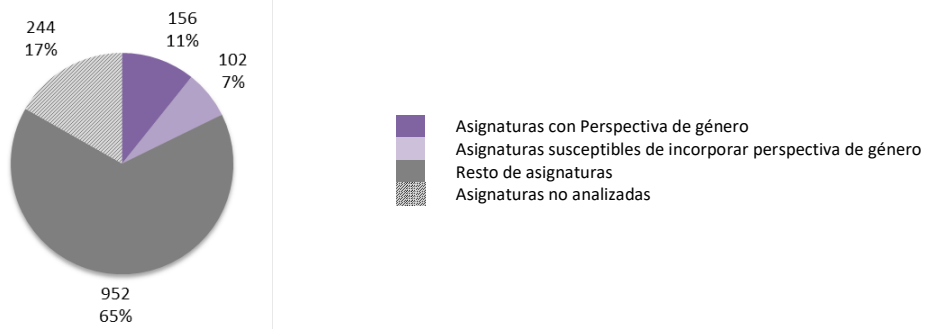 156
11%
244
17%
102
7%
Asignaturas con Perspectiva de género
Asignaturas susceptibles de incorporar perspectiva de género
Resto de asignaturas
Asignaturas no analizadas
952
65%